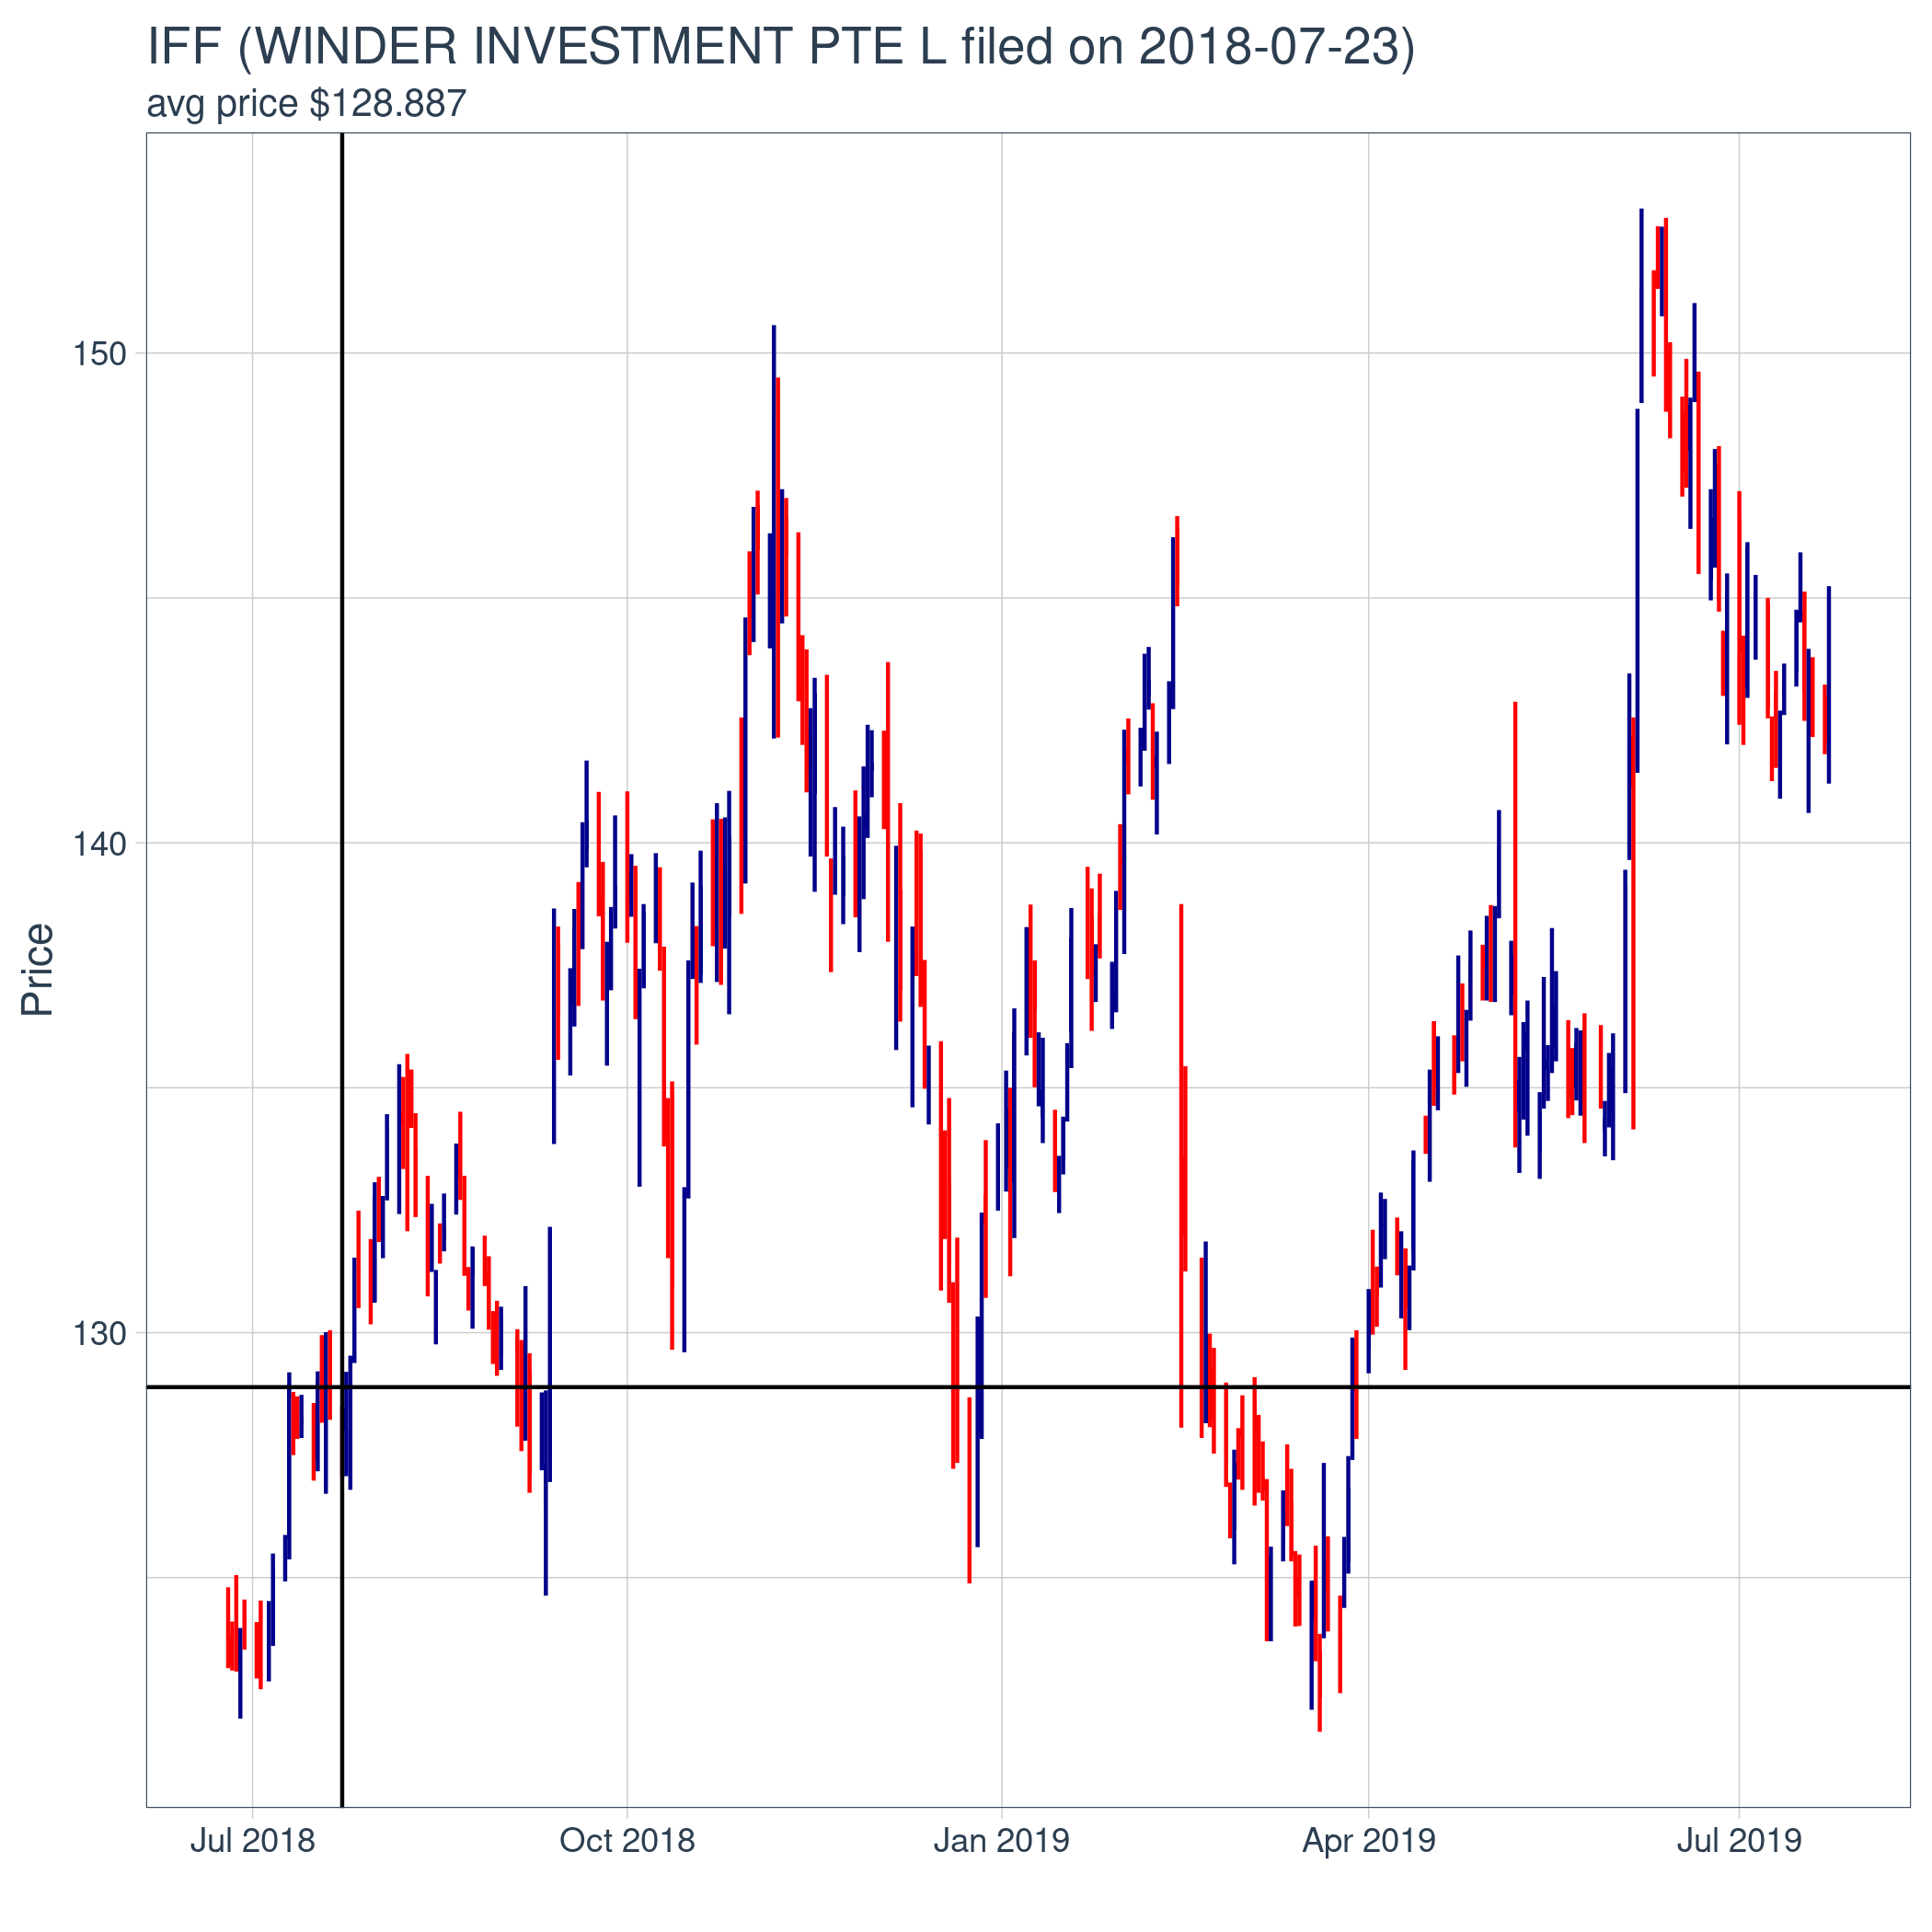 IFF (WINDER INVESTMENT PTE L filed on 2018-07-23)
avg price $128.887
150
140
130
Price
Jul 2018
Oct 2018
Jan 2019
Apr 2019
Jul 2019